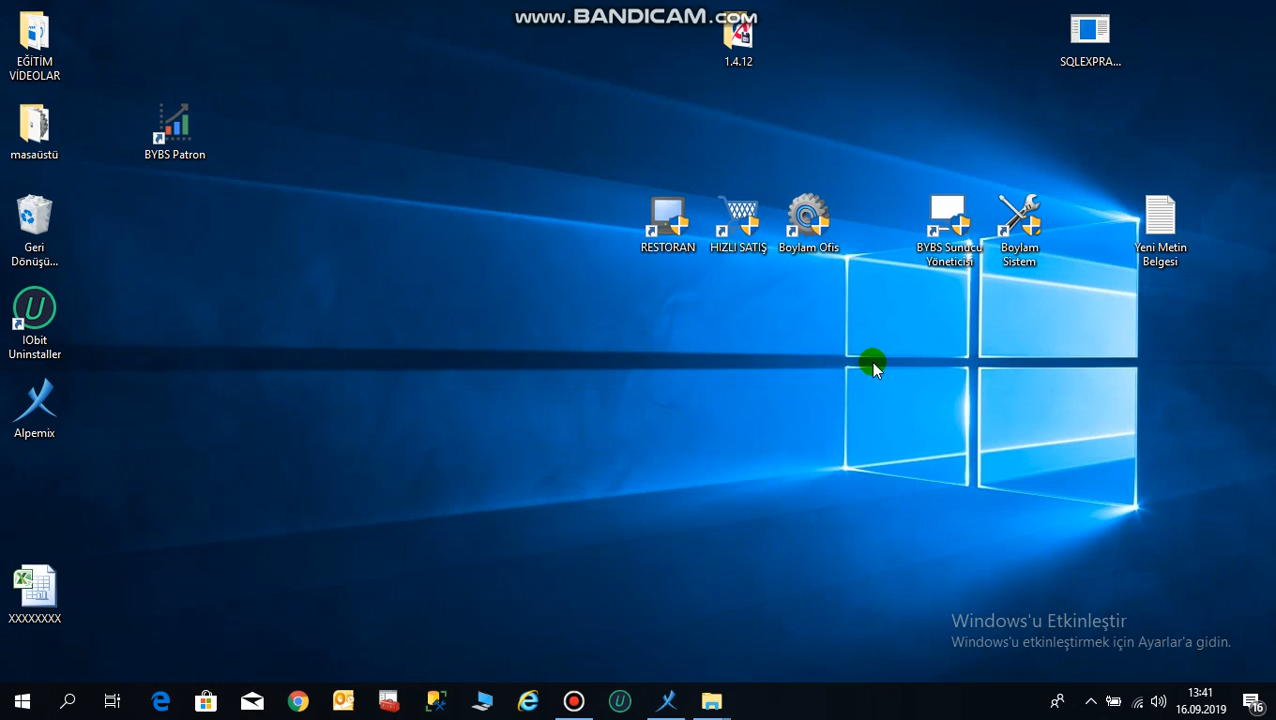 www.BANDICAM.com
EĞİTİM
VİDEOLAR
1.4.12
SQLEXPRA...
masaüstü
BYBS Patron
Geri
Dönüşü...
RESTORAN
HIZLI SATIŞ
Boylam Ofis
BYBS Sunucu
Yöneticisi
Boylam
Sistem
Yeni Metin
Belgesi
IObit
Uninstaller
Alpemix
XXXXXXXX
Windows'u Etkinleştir
Windows'u etkinleştirmek için Ayarlar'a gidin.
13:41
16.09.2019
16